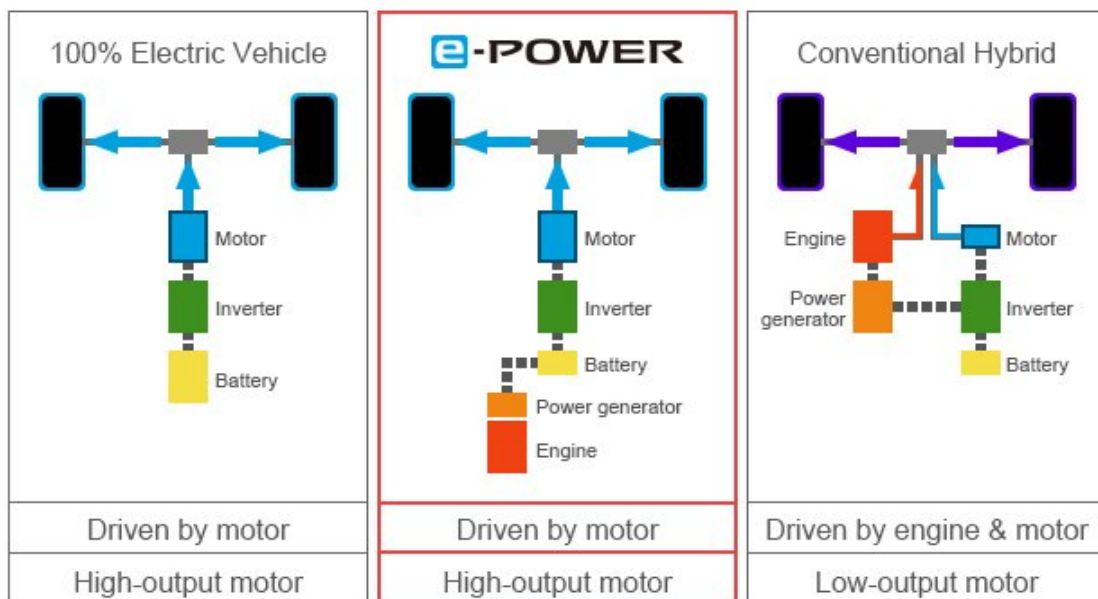 100% Electric Vehicle
Motor
Inverter
Battery
Driven by motor
High-output motor
e-POWER
Motor
Inverter
Battery
Power generator
Engine
Driven by motor
High-output motor
Conventional Hybrid
Engine
Motor
Power
generator
Inverter
Battery
Driven by engine & motor
Low-output motor